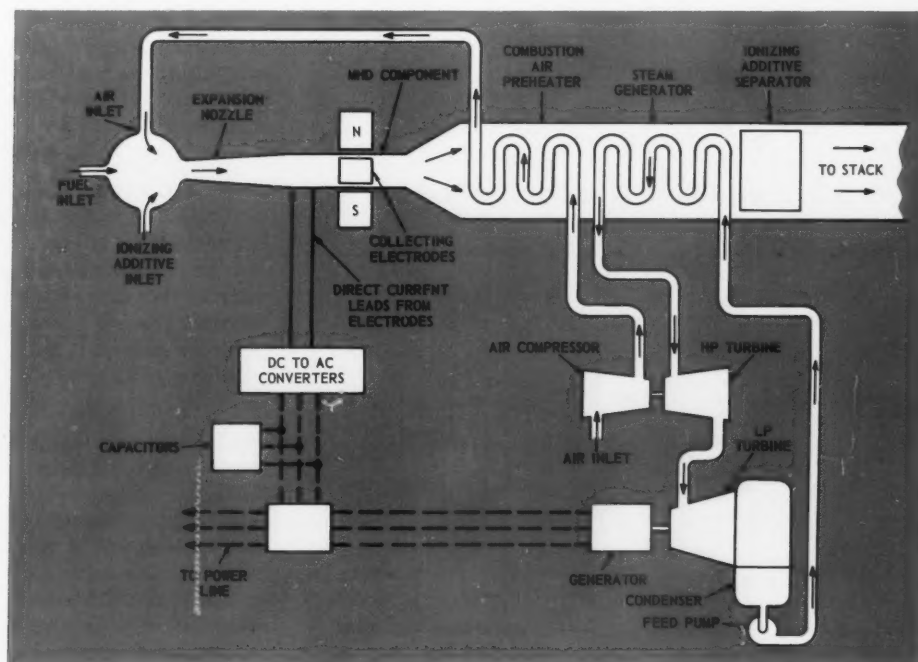 COMBUSTION
AIR
PREHEATER
STEAM
GENERATOR
IONIZING
ADDITIVE
SEPARATOR
MHD COMPONENT
AIR
INLET
EXPANSION
NOZZLE
N
FUEL
INLET
S
TO STACK
IONIZING
ADDITIVE
INLET
COLLECTING
ELECTRODES
DIRECT CURRENT
LEADS FROM
ELECTRODES
DC TO AC
CONVERTERS
AIR COMPRESSOR
HP TURBINE
CAPACITORS
AIR INLET
LP
TURBINE
TO POWER
LINE
GENERATOR
CONDENSER
FEED PUMP